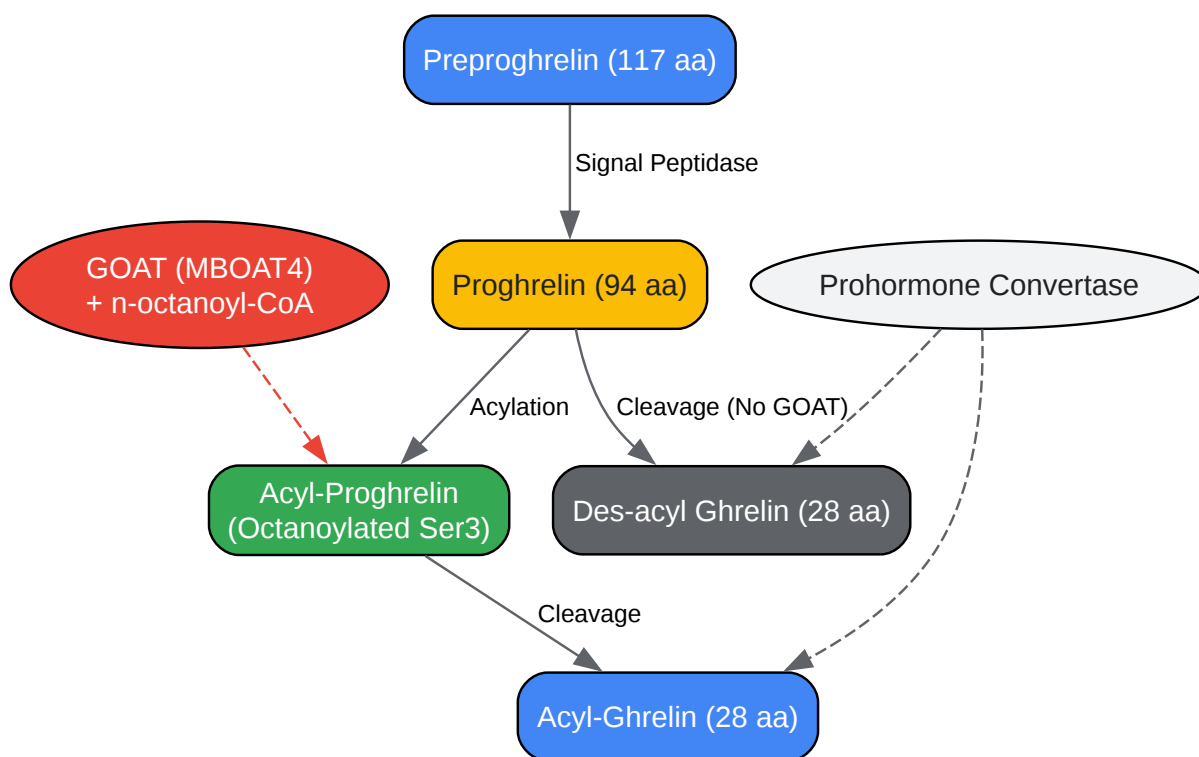 Preproghrelin (117 aa)
Signal Peptidase
GOAT (MBOAT4)
+ n-octanoyl-CoA
Proghrelin (94 aa)
Prohormone Convertase
Acylation
Cleavage (No GOAT)
Acyl-Proghrelin
(Octanoylated Ser3)
Des-acyl Ghrelin (28 aa)
Cleavage
Acyl-Ghrelin (28 aa)